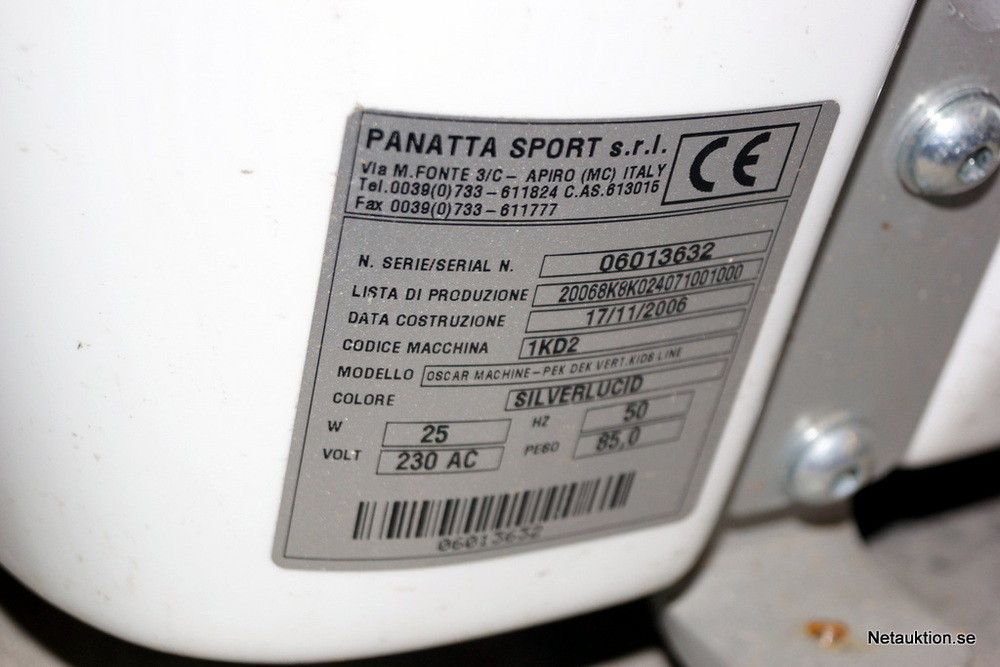 PANATTA SPORT s.r.l.
CE
Via M.FONTE 3/C - APIRO (MC) ITALY
Tel.0039(0)733-611824 C.AS.613015
Fax 0039(0)733-611777
N. SERIE/SERIAL N. 06013632
LISTA DI PRODUZIONE 20068K8K024071001000
DATA COSTRUZIONE 17/11/2006
CODICE MACCHINA 1KD2
MODELLO OSCAR MACHINE-PEK DEK VERT.KIDS LINE
COLORE SILVERLUCID
W 25 HZ 50
VOLT 230 AC PESO 85,0
06013632
Netauktion.se